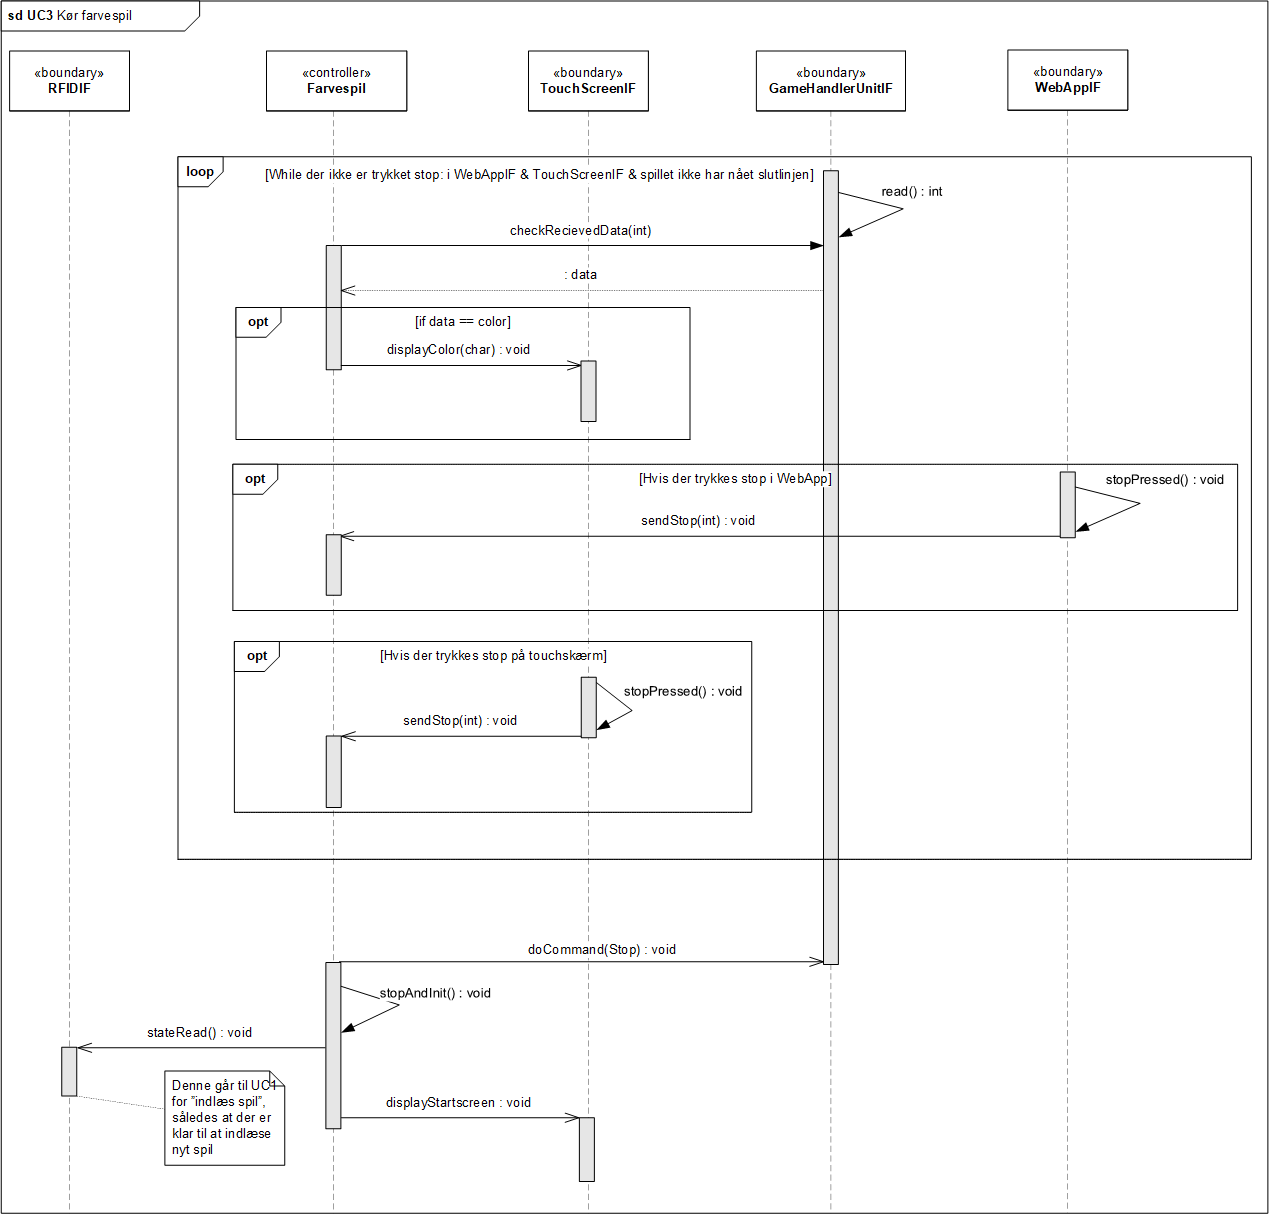 sd UC3 Kør farvespil
«boundary»
RFIDIF
«controller»
Farvespil
«boundary»
TouchScreenIF
«boundary»
GameHandlerUnitIF
«boundary»
WebAppIF
loop
[While der ikke er trykket stop: i WebAppIF & TouchScreenIF & spillet ikke har nået slutlinjen]
read() : int
checkRecievedData(int)
: data
opt
[if data == color]
displayColor(char) : void
opt
[Hvis der trykkes stop i WebApp]
stopPressed() : void
sendStop(int) : void
opt
[Hvis der trykkes stop på touchskærm]
stopPressed() : void
sendStop(int) : void
doCommand(Stop) : void
stopAndInit() : void
stateRead() : void
Denne går til UC1
for "indlæs spil",
således at der er
klar til at indlæse
nyt spil
displayStartscreen : void